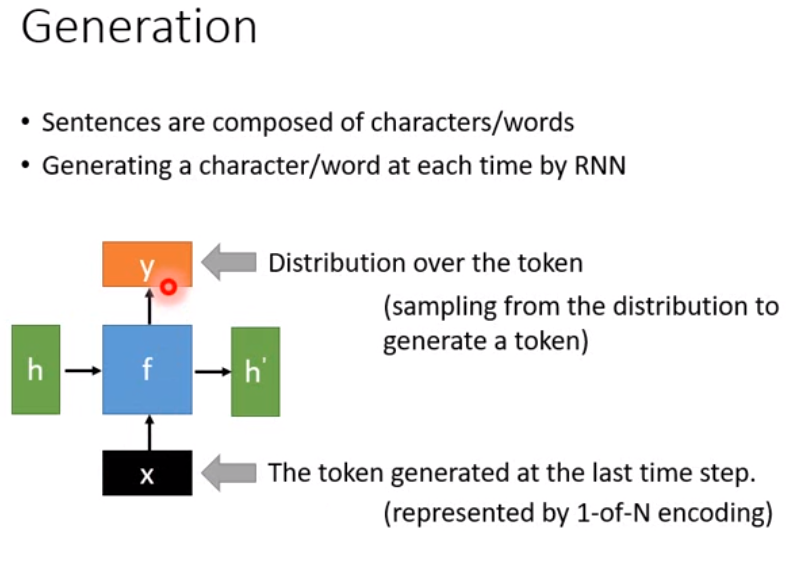 Generation
• Sentences are composed of characters/words
• Generating a character/word at each time by RNN
y
Distribution over the token
(sampling from the distribution to
generate a token)
h
f
h'
x
The token generated at the last time step.
(represented by 1-of-N encoding)